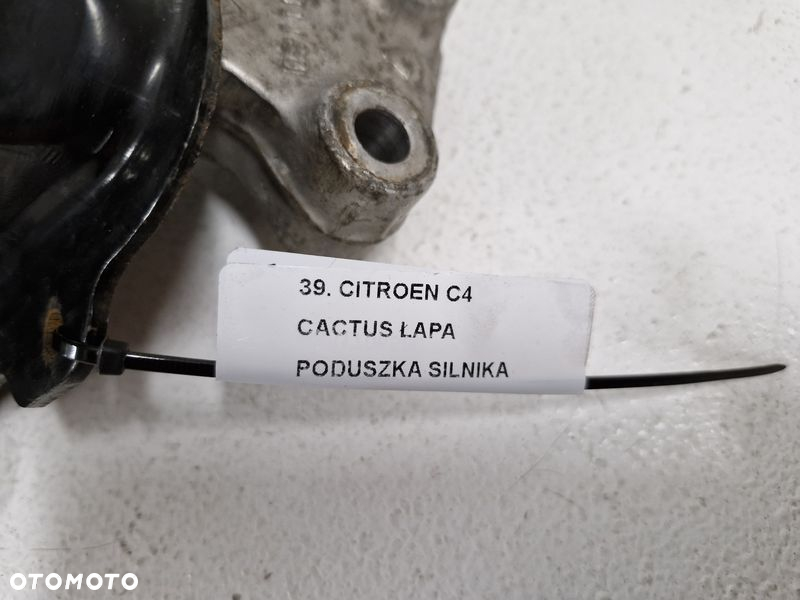 39. CITROEN C4
CACTUS ŁAPA
PODUSZKA SILNIKA
OTOMOTO